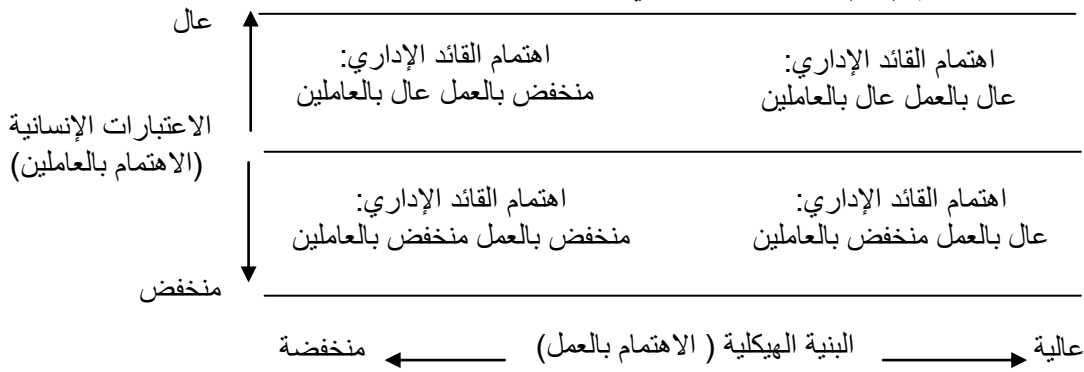 عال
اهتمام القائد الإداري:
عال بالعمل عال بالعاملين
اهتمام القائد الإداري:
منخفض بالعمل عال بالعاملين
الاعتبارات الإنسانية
(الاهتمام بالعاملين)
اهتمام القائد الإداري:
عال بالعمل منخفض بالعاملين
اهتمام القائد الإداري:
منخفض بالعمل منخفض بالعاملين
منخفض
عالية البنية الهيكلية ( الاهتمام بالعمل) منخفضة